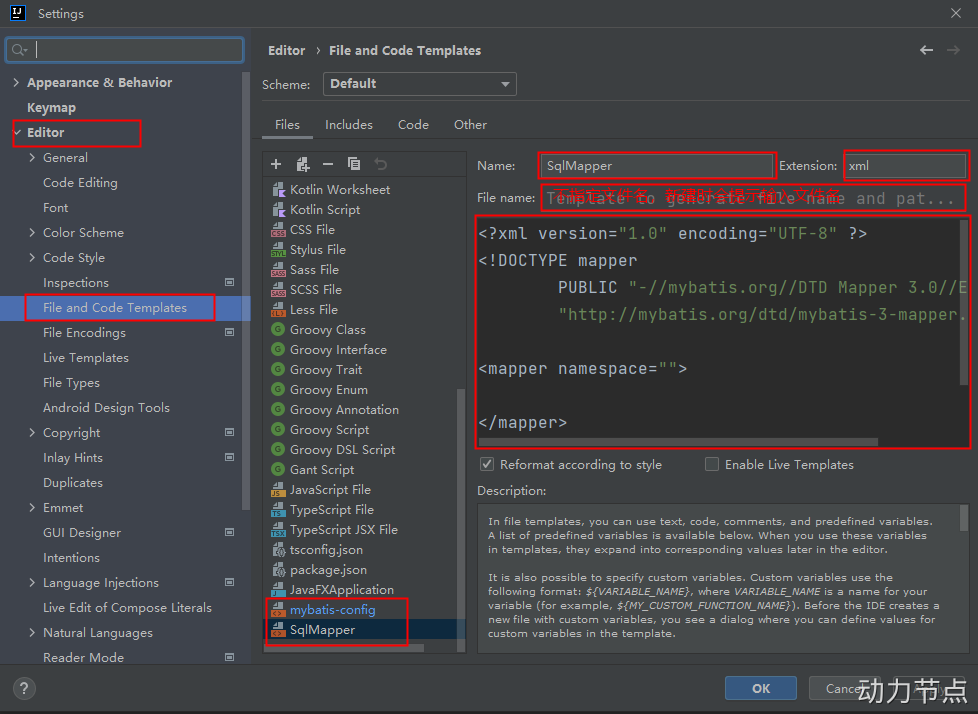 Settings
Editor › File and Code Templates
Scheme: Default
Appearance & Behavior
Keymap
Editor
General
Code Editing
Font
Color Scheme
Code Style
Inspections
File and Code Templates
File Encodings
Live Templates
File Types
Android Design Tools
Copyright
Inlay Hints
Duplicates
Emmet
GUI Designer
Intentions
Language Injections
Live Edit of Compose Literals
Natural Languages
Reader Mode
Files Includes Code Other
Kotlin Worksheet
Kotlin Script
CSS File
Stylus File
Sass File
SCSS File
Less File
Groovy Class
Groovy Interface
Groovy Trait
Groovy Enum
Groovy Annotation
Groovy Script
Groovy DSL Script
Gant Script
JavaScript File
TypeScript File
TypeScript JSX File
tsconfig.json
package.json
JavaFXApplication
mybatis-config
SqlMapper
Name: SqlMapper Extension: xml
File name: Template to generate file name and pat...
<?xml version="1.0" encoding="UTF-8" ?>
<!DOCTYPE mapper
PUBLIC "-//mybatis.org//DTD Mapper 3.0//E
"http://mybatis.org/dtd/mybatis-3-mapper.
<mapper namespace="">
</mapper>
Reformat according to style Enable Live Templates
Description:
In file templates, you can use text, code, comments, and predefined variables.
A list of predefined variables is available below. When you use these variables
in templates, they expand into corresponding values later in the editor.
It is also possible to specify custom variables. Custom variables use the
following format: ${VARIABLE_NAME}, where VARIABLE_NAME is a name for your
variable (for example, ${MY_CUSTOM_FUNCTION_NAME}). Before the IDE creates a
new file with custom variables, you see a dialog where you can define values for
custom variables in the template.
? OK Cancel
动力节点